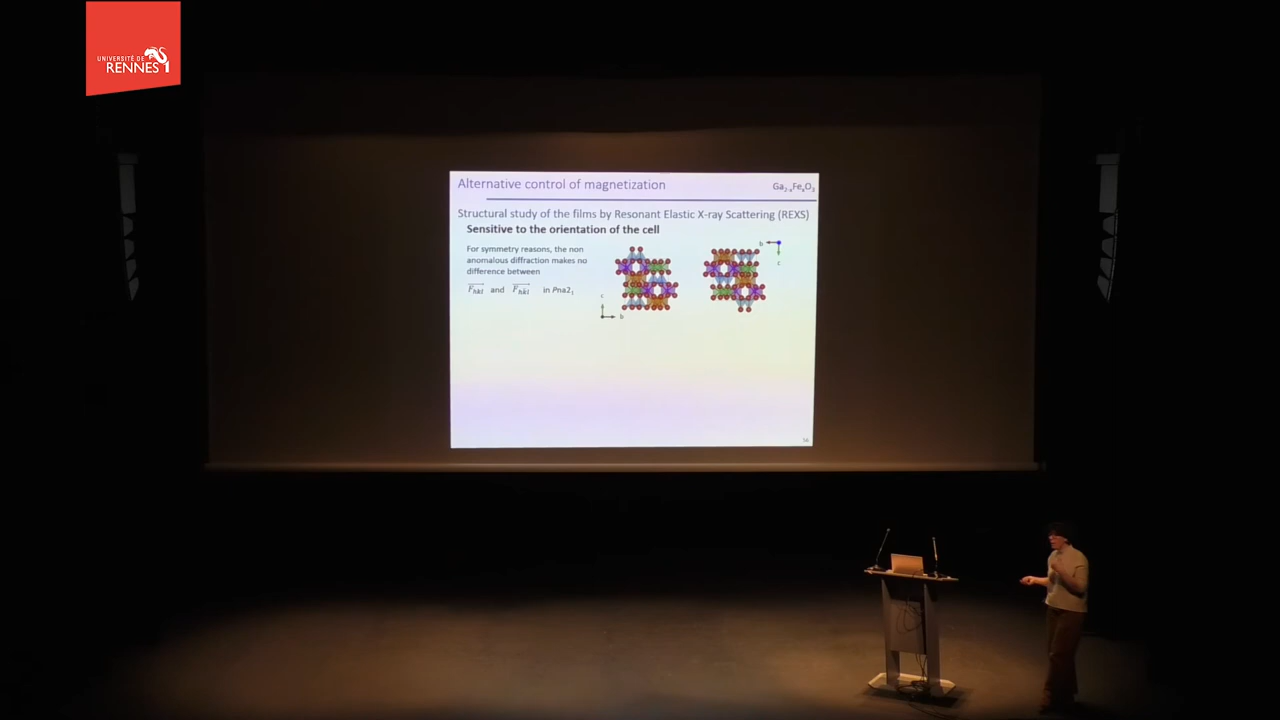 UNIVERSITÉ DE
RENNES 1
Alternative control of magnetization
Ga₂₋ₓFeₓO₃
Structural study of the films by Resonant Elastic X-ray Scattering (REXS)
Sensitive to the orientation of the cell
For symmetry reasons, the non
anomalous diffraction makes no
difference between
and in Pna2₁
b
c
c
b
56